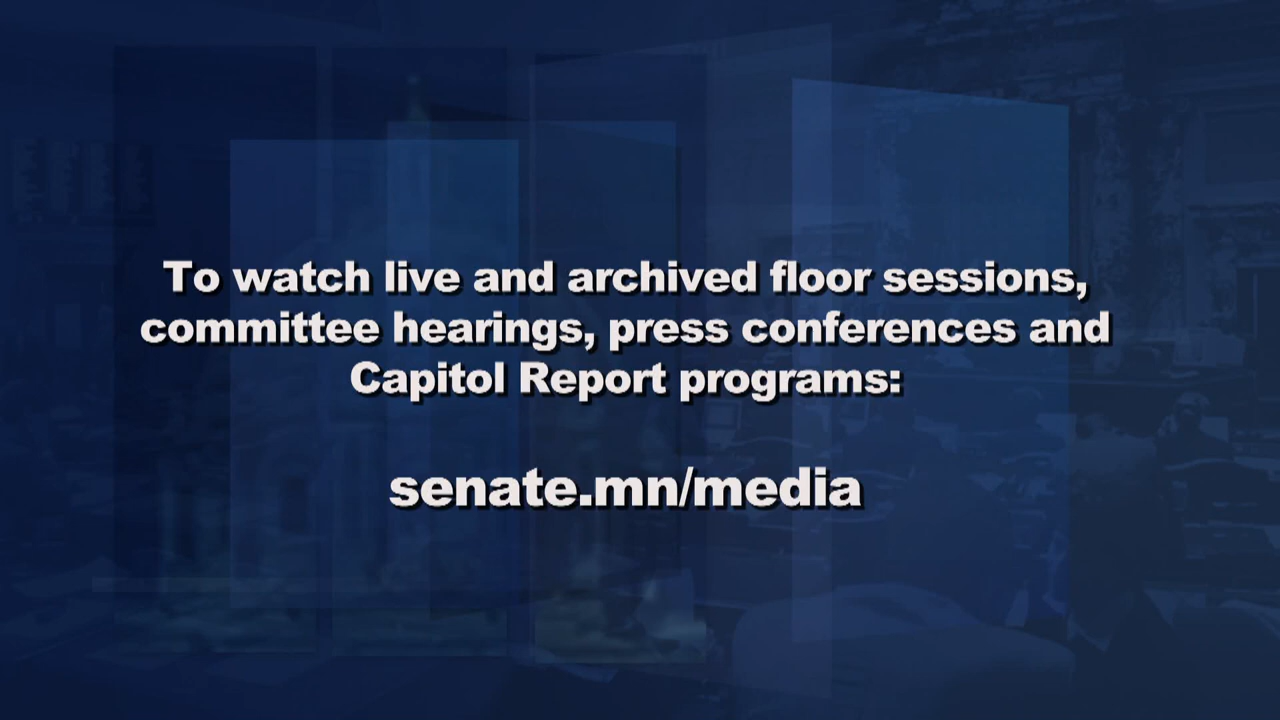 To watch live and archived floor sessions,
committee hearings, press conferences and
Capitol Report programs:
senate.mn/media